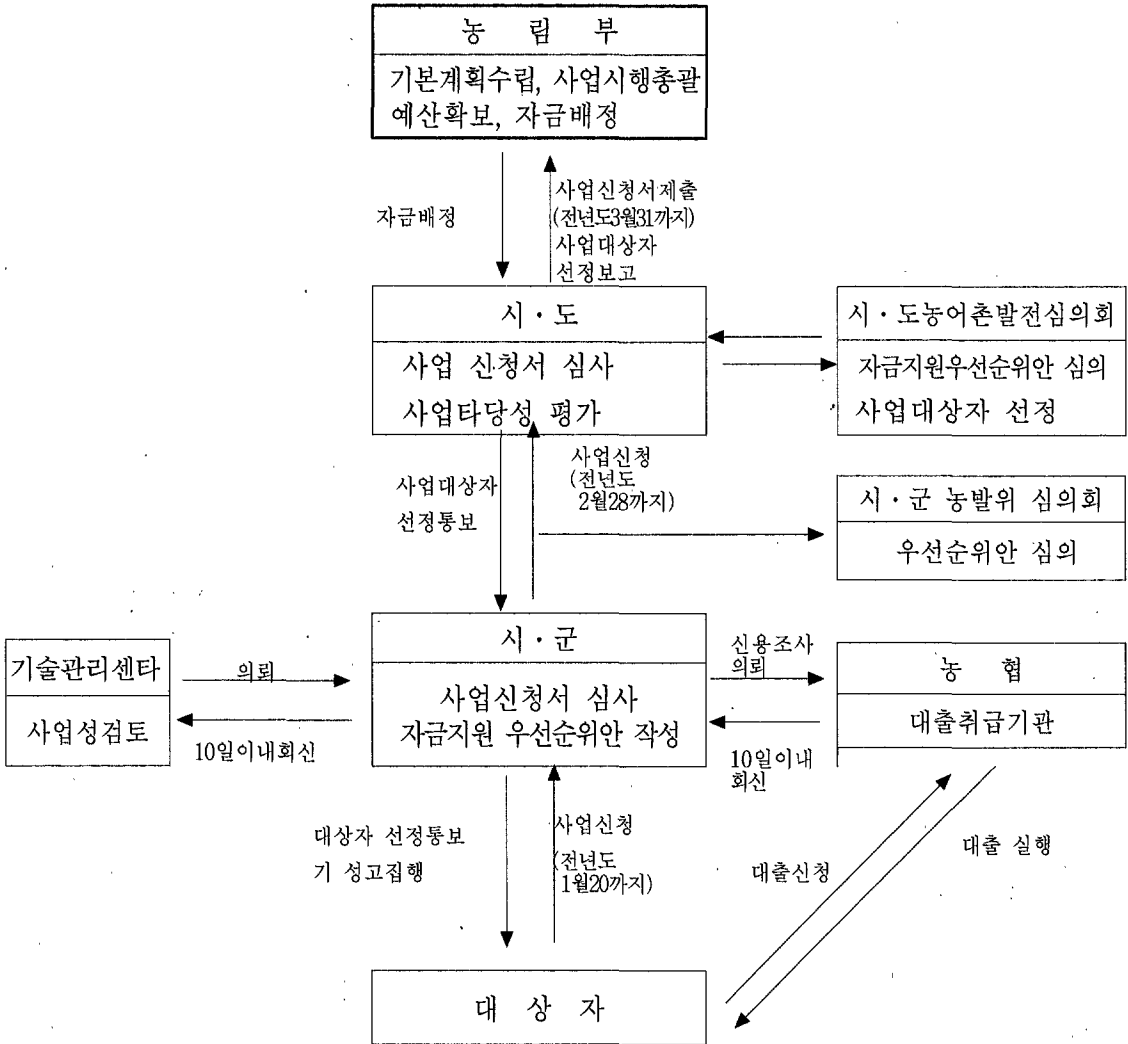 농 림 부
기본계획수립, 사업시행총괄
예산확보, 자금배정
자금배정
사업신청서제출
(전년도3월31까지)
사업대상자
선정보고
시·도
사업 신청서 심사
사업타당성 평가
시·도농어촌발전심의회
자금지원우선순위안 심의
사업대상자 선정
사업대상자
선정통보
사업신청
(전년도
2월28까지)
시·군 농발위 심의회
우선순위안 심의
기술관리센타
사업성검토
의뢰
10일이내회신
시·군
사업신청서 심사
자금지원 우선순위안 작성
신용조사
의뢰
10일이내
회신
농 협
대출취급기관
대상자 선정통보
기 성고집행
사업신청
(전년도
1월20까지)
대출신청
대출 실행
대 상 자